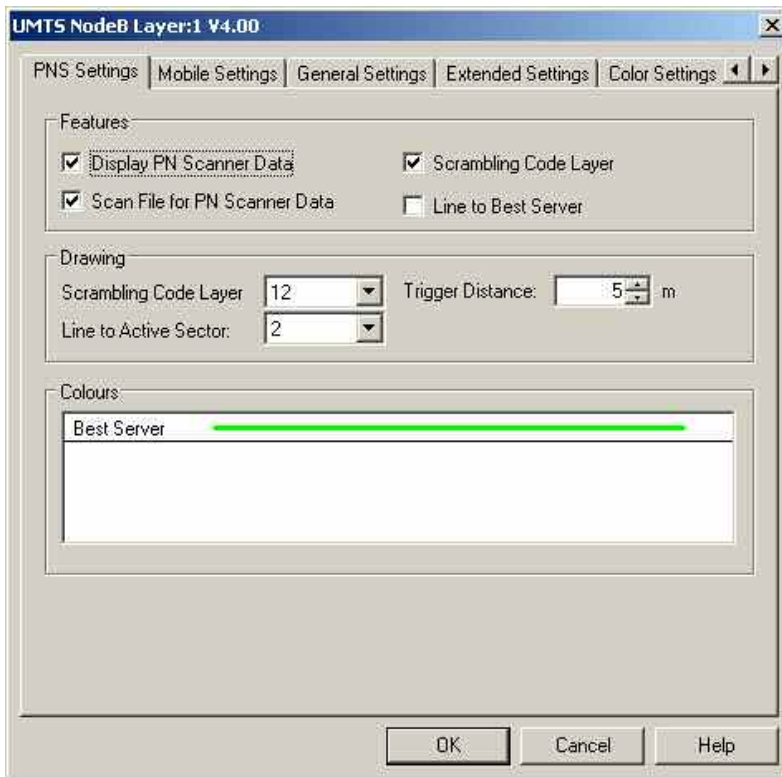 UMTS NodeB Layer:1 V4.00
PNS Settings Mobile Settings General Settings Extended Settings Color Settings
Features
Display PN Scanner Data Scrambling Code Layer
Scan File for PN Scanner Data Line to Best Server
Drawing
Scrambling Code Layer 12 Trigger Distance: 5 m
Line to Active Sector: 2
Colours
Best Server
OK Cancel Help